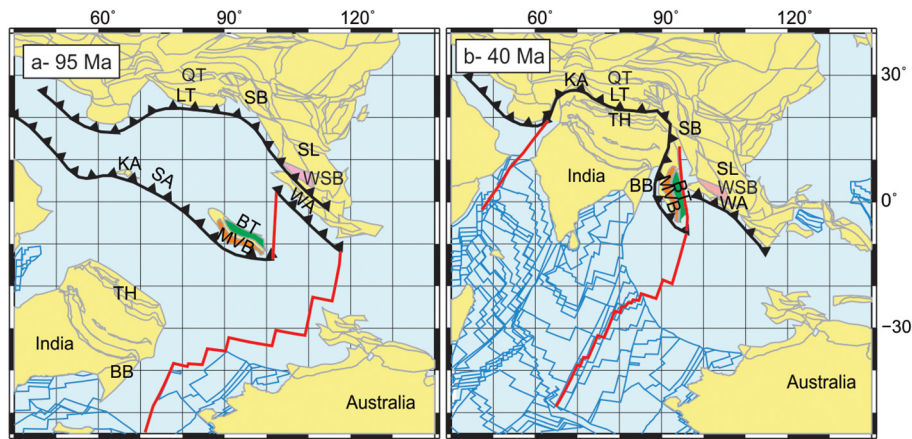 60˚ 90˚ 120˚ 60˚ 90˚ 120˚
a- 95 Ma
QT
LT
SB
SL
WSB
KA
SA
WA
BT
MVB
TH
India
BB
Australia
b- 40 Ma
KA
QT
LT
TH
SB
SL
India
BB
MVB
BT
WSB
WA
Australia
30˚
0˚
−30